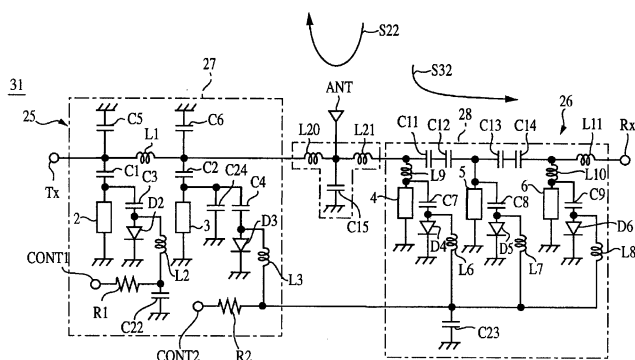 S22
27
31
25
C5
L1
C6
ANT
S32
28
26
Rx
C11 C12 C13 C14 L11
L20 L21
L9
L10
Tx
C1
C3
C2
C24
C4
C15
4
C7
5
C8
6
C9
2
D2
3
D3
D4
D5
D6
CONT1
L2
L3
L6
L7
L8
R1
C22
CONT2
R2
C23